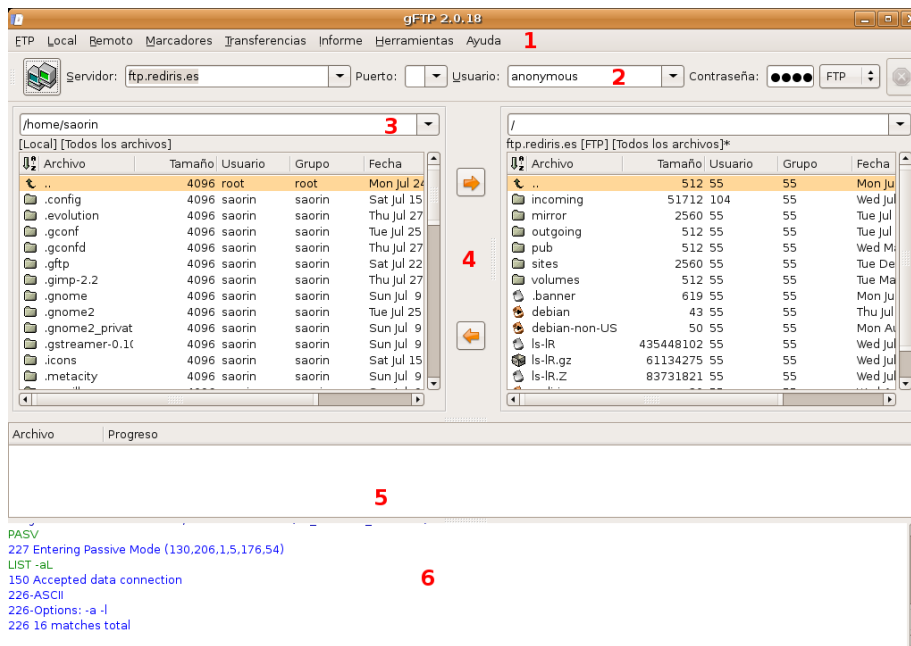 gFTP 2.0.18
FTP Local Remoto Marcadores Transferencias Informe Herramientas Ayuda 1
Servidor: ftp.rediris.es Puerto: Usuario: anonymous 2 Contraseña: FTP
/home/saorin 3
[Local] [Todos los archivos]
Archivo Tamaño Usuario Grupo Fecha
.. 4096 root root Mon Jul 24
.config 4096 saorin saorin Sat Jul 15
.evolution 4096 saorin saorin Thu Jul 27
.gconf 4096 saorin saorin Tue Jul 25
.gconfd 4096 saorin saorin Thu Jul 27
.gftp 4096 saorin saorin Sat Jul 22
.gimp-2.2 4096 saorin saorin Thu Jul 27
.gnome 4096 saorin saorin Sun Jul 9
.gnome2 4096 saorin saorin Tue Jul 25
.gnome2_privat 4096 saorin saorin Sun Jul 9
.gstreamer-0.10 4096 saorin saorin Sun Jul 9
.icons 4096 saorin saorin Sat Jul 15
.metacity 4096 saorin saorin Sun Jul 9
4
/
ftp.rediris.es [FTP] [Todos los archivos]*
Archivo Tamaño Usuario Grupo Fecha
.. 512 55 55 Mon Ju
incoming 51712 104 55 Wed Jul
mirror 2560 55 55 Tue Jul
outgoing 512 55 55 Tue Jul
pub 512 55 55 Wed Ma
sites 2560 55 55 Tue De
volumes 512 55 55 Tue Ma
.banner 619 55 55 Mon Ju
debian 43 55 55 Thu Jul
debian-non-US 50 55 55 Mon Au
ls-lR 435448102 55 55 Wed Jul
ls-lR.gz 61134275 55 55 Wed Jul
ls-lR.Z 83731821 55 55 Wed Jul
Archivo Progreso
5
PASV
227 Entering Passive Mode (130,206,1,5,176,54)
LIST -aL
150 Accepted data connection
6
226-ASCII
226-Options: -a -l
226 16 matches total